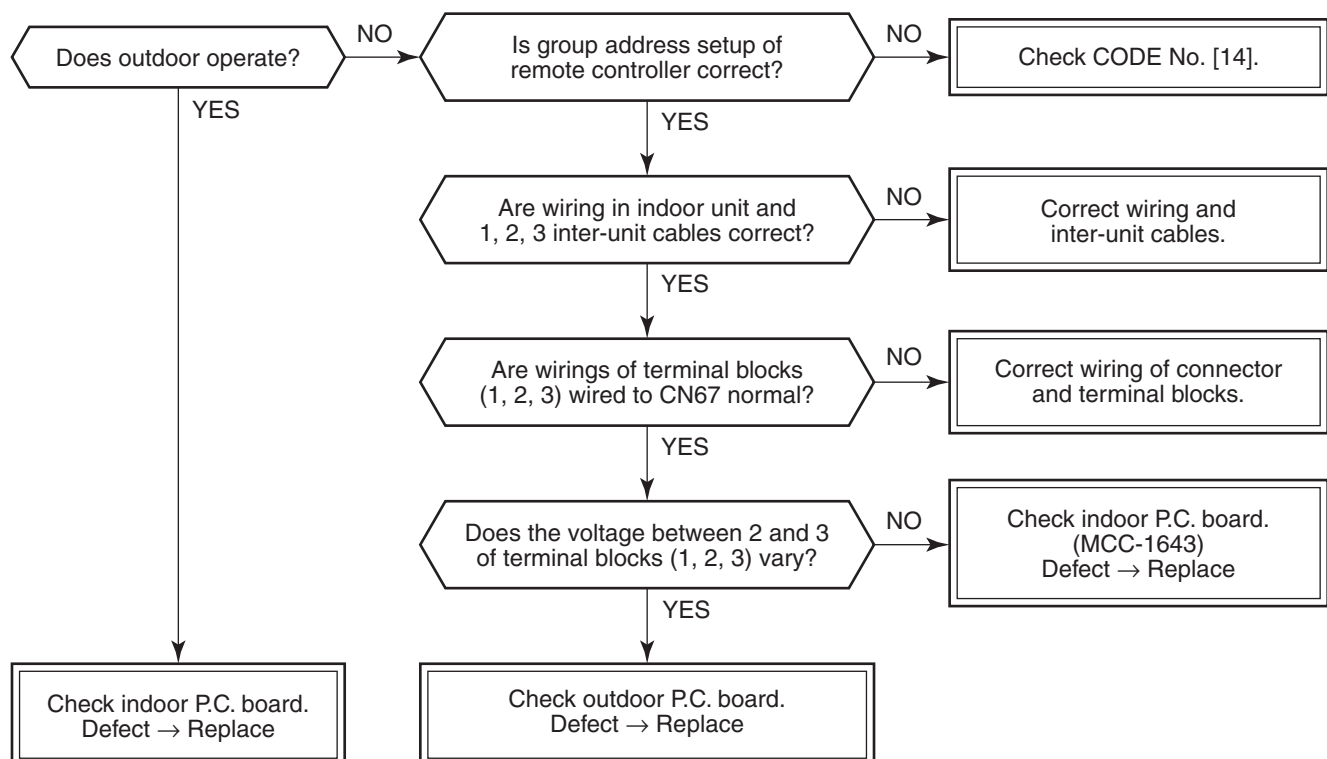 Does outdoor operate?
NO
Is group address setup of
remote controller correct?
NO
Check CODE No. [14].
YES
YES
Are wiring in indoor unit and
1, 2, 3 inter-unit cables correct?
NO
Correct wiring and
inter-unit cables.
YES
Are wirings of terminal blocks
(1, 2, 3) wired to CN67 normal?
NO
Correct wiring of connector
and terminal blocks.
YES
Does the voltage between 2 and 3
of terminal blocks (1, 2, 3) vary?
NO
Check indoor P.C. board.
(MCC-1643)
Defect → Replace
YES
Check indoor P.C. board.
Defect → Replace
Check outdoor P.C. board.
Defect → Replace